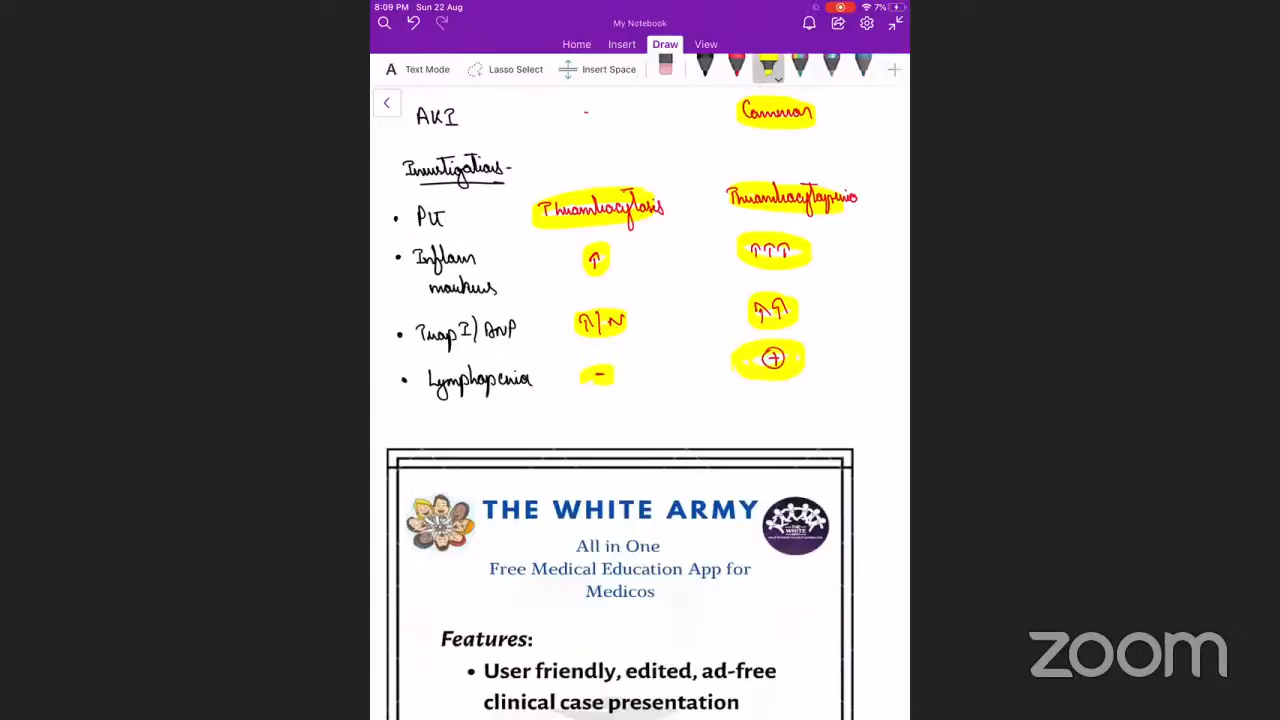 8:09 PM Sun 22 Aug 7%
My Notebook
Home Insert Draw View
A Text Mode Lasso Select Insert Space
AKI - Common
Investigations -
• Plt Thrombocytosis Thrombocytopenia
• Inflam ↑ ↑↑↑
markers
• Trop I / BNP ↑/N ↑↑
• Lymphopenia - +
THE WHITE ARMY
All in One
Free Medical Education App for
Medicos
Features:
• User friendly, edited, ad-free
clinical case presentation
zoom